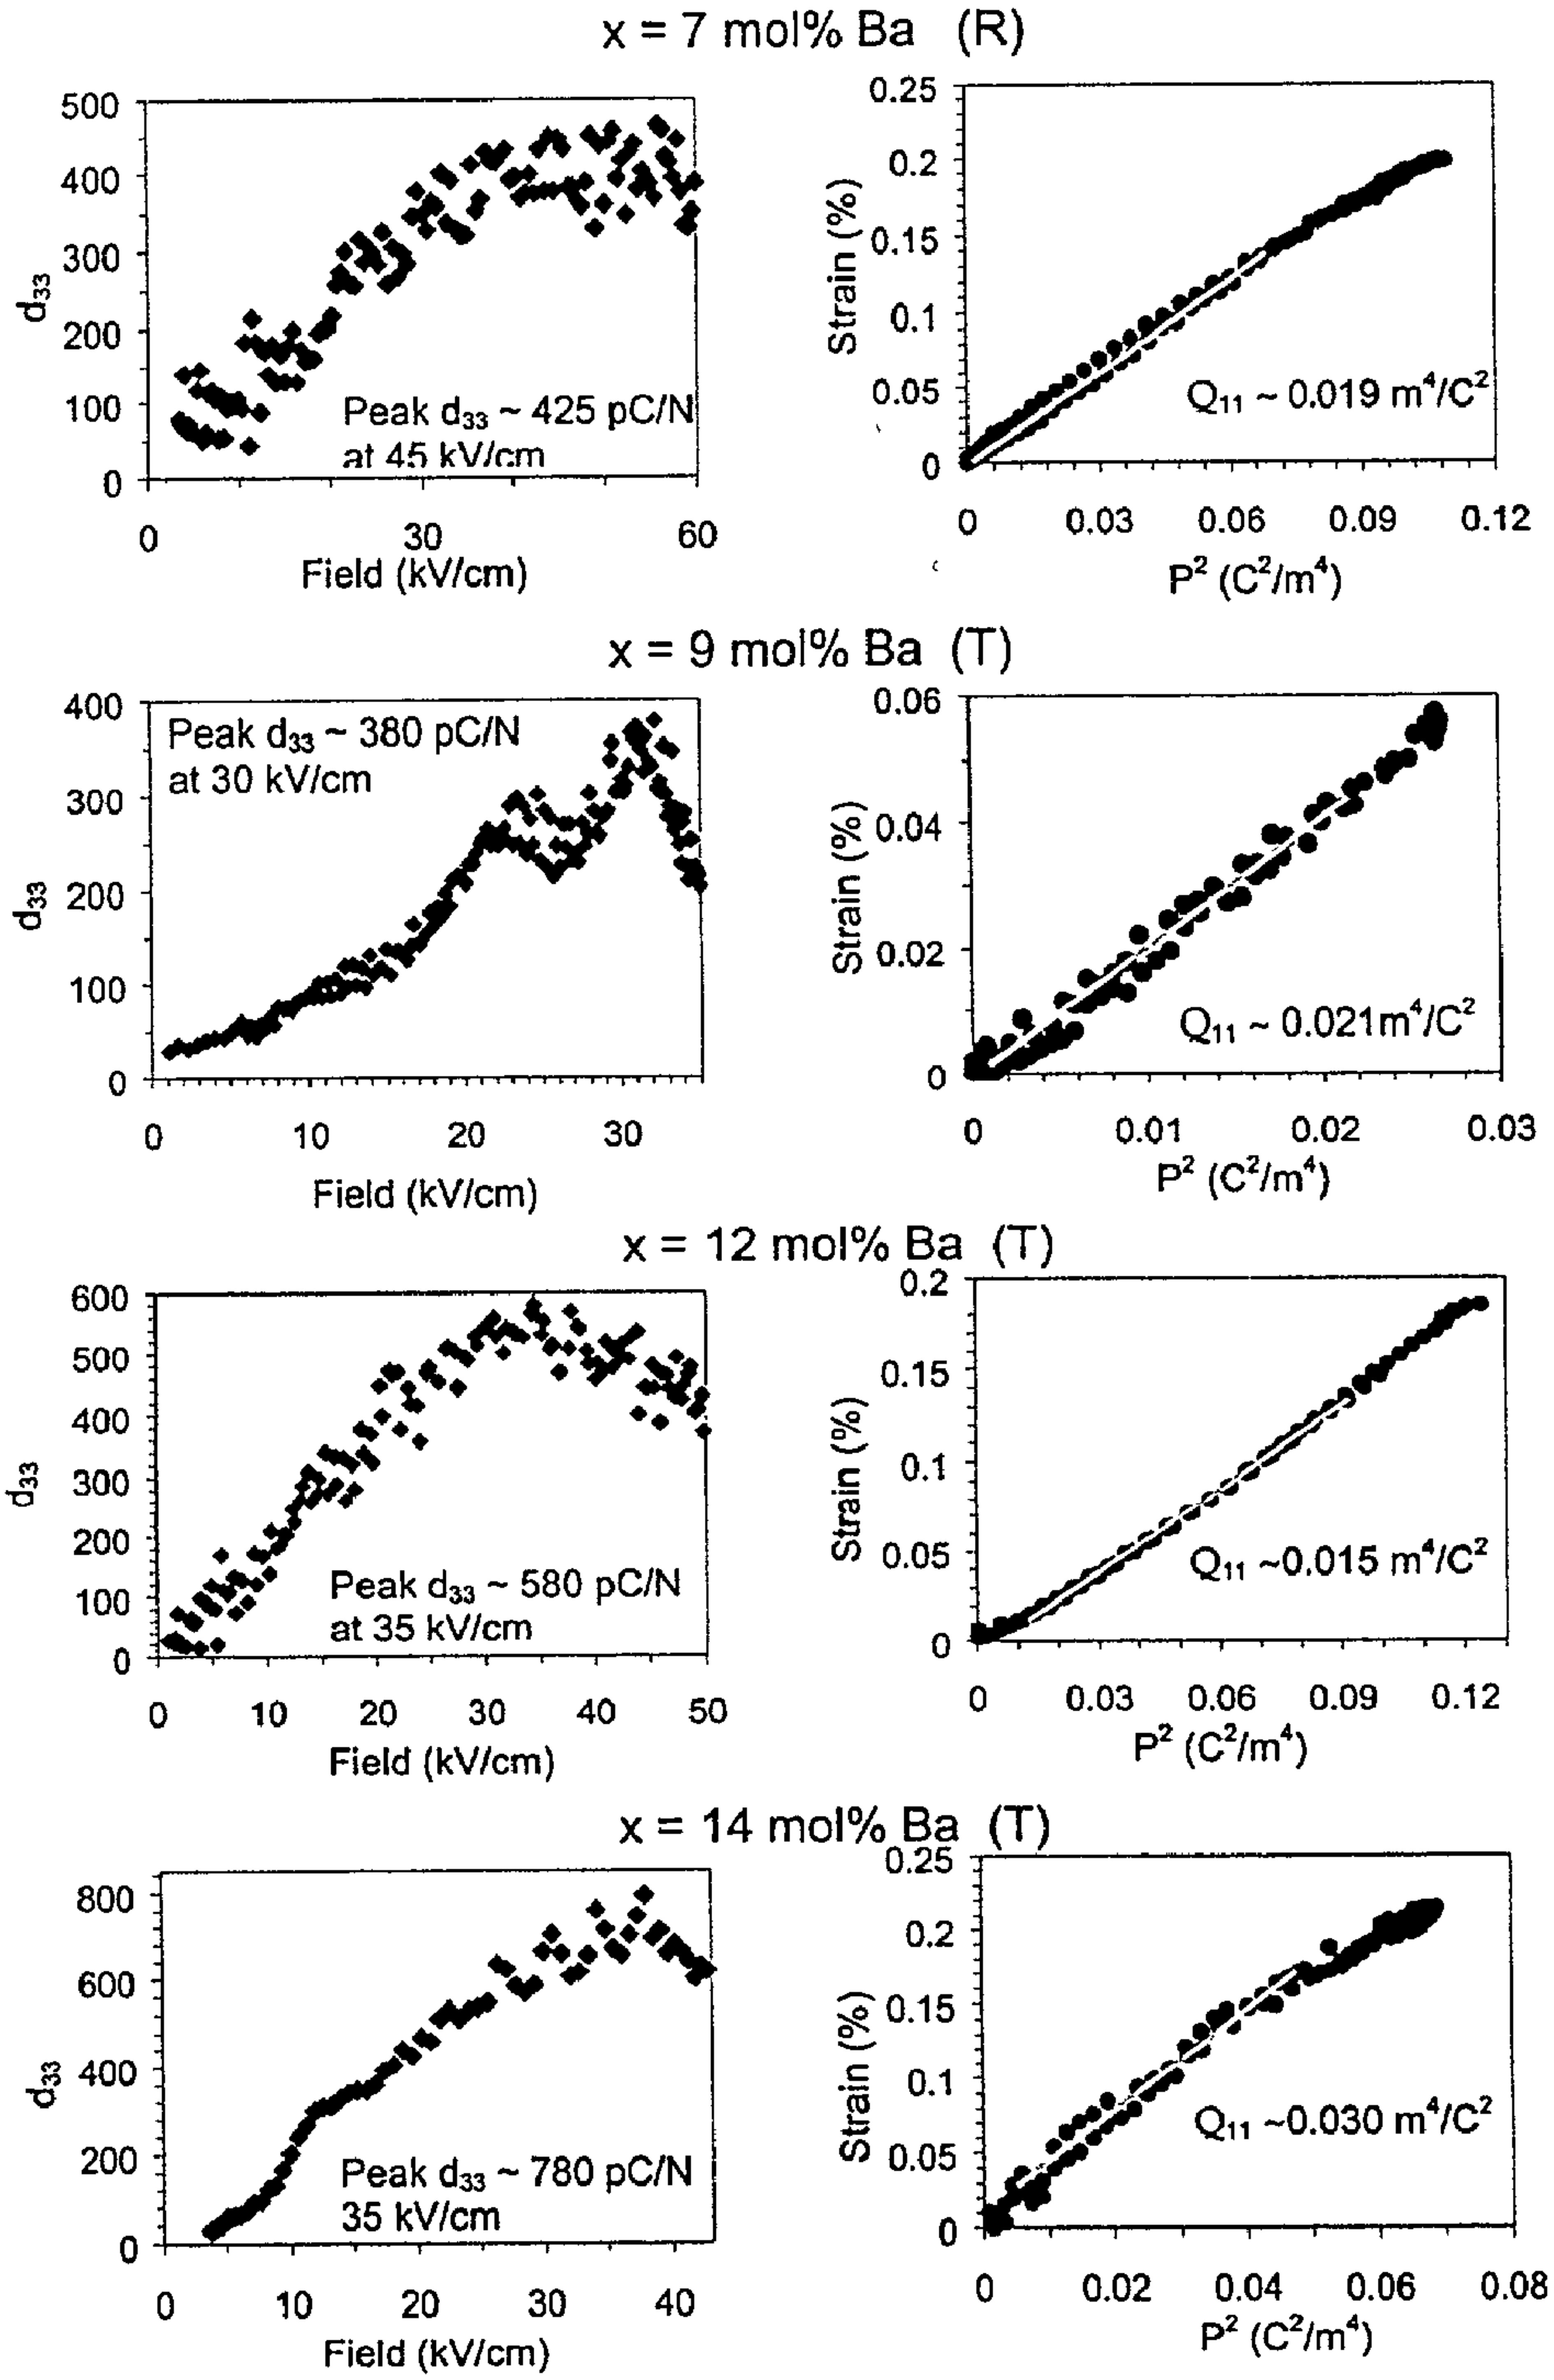 x = 7 mol% Ba (R)
500
400
300
200
100
0
d₃₃
Peak d₃₃ ~ 425 pC/N
at 45 kV/cm
0 30 60
Field (kV/cm)
0.25
0.2
0.15
0.1
0.05
0
Strain (%)
Q₁₁ ~ 0.019 m⁴/C²
0 0.03 0.06 0.09 0.12
P² (C²/m⁴)
x = 9 mol% Ba (T)
400
300
200
100
0
d₃₃
Peak d₃₃ ~ 380 pC/N
at 30 kV/cm
0 10 20 30
Field (kV/cm)
0.06
0.04
0.02
0
Strain (%)
Q₁₁ ~ 0.021m⁴/C²
0 0.01 0.02 0.03
P² (C²/m⁴)
x = 12 mol% Ba (T)
600
500
400
300
200
100
0
d₃₃
Peak d₃₃ ~ 580 pC/N
at 35 kV/cm
0 10 20 30 40 50
Field (kV/cm)
0.2
0.15
0.1
0.05
0
Strain (%)
Q₁₁ ~0.015 m⁴/C²
0 0.03 0.06 0.09 0.12
P² (C²/m⁴)
x = 14 mol% Ba (T)
800
600
400
200
0
d₃₃
Peak d₃₃ ~ 780 pC/N
35 kV/cm
0 10 20 30 40
Field (kV/cm)
0.25
0.2
0.15
0.1
0.05
0
Strain (%)
Q₁₁ ~0.030 m⁴/C²
0 0.02 0.04 0.06 0.08
P² (C²/m⁴)